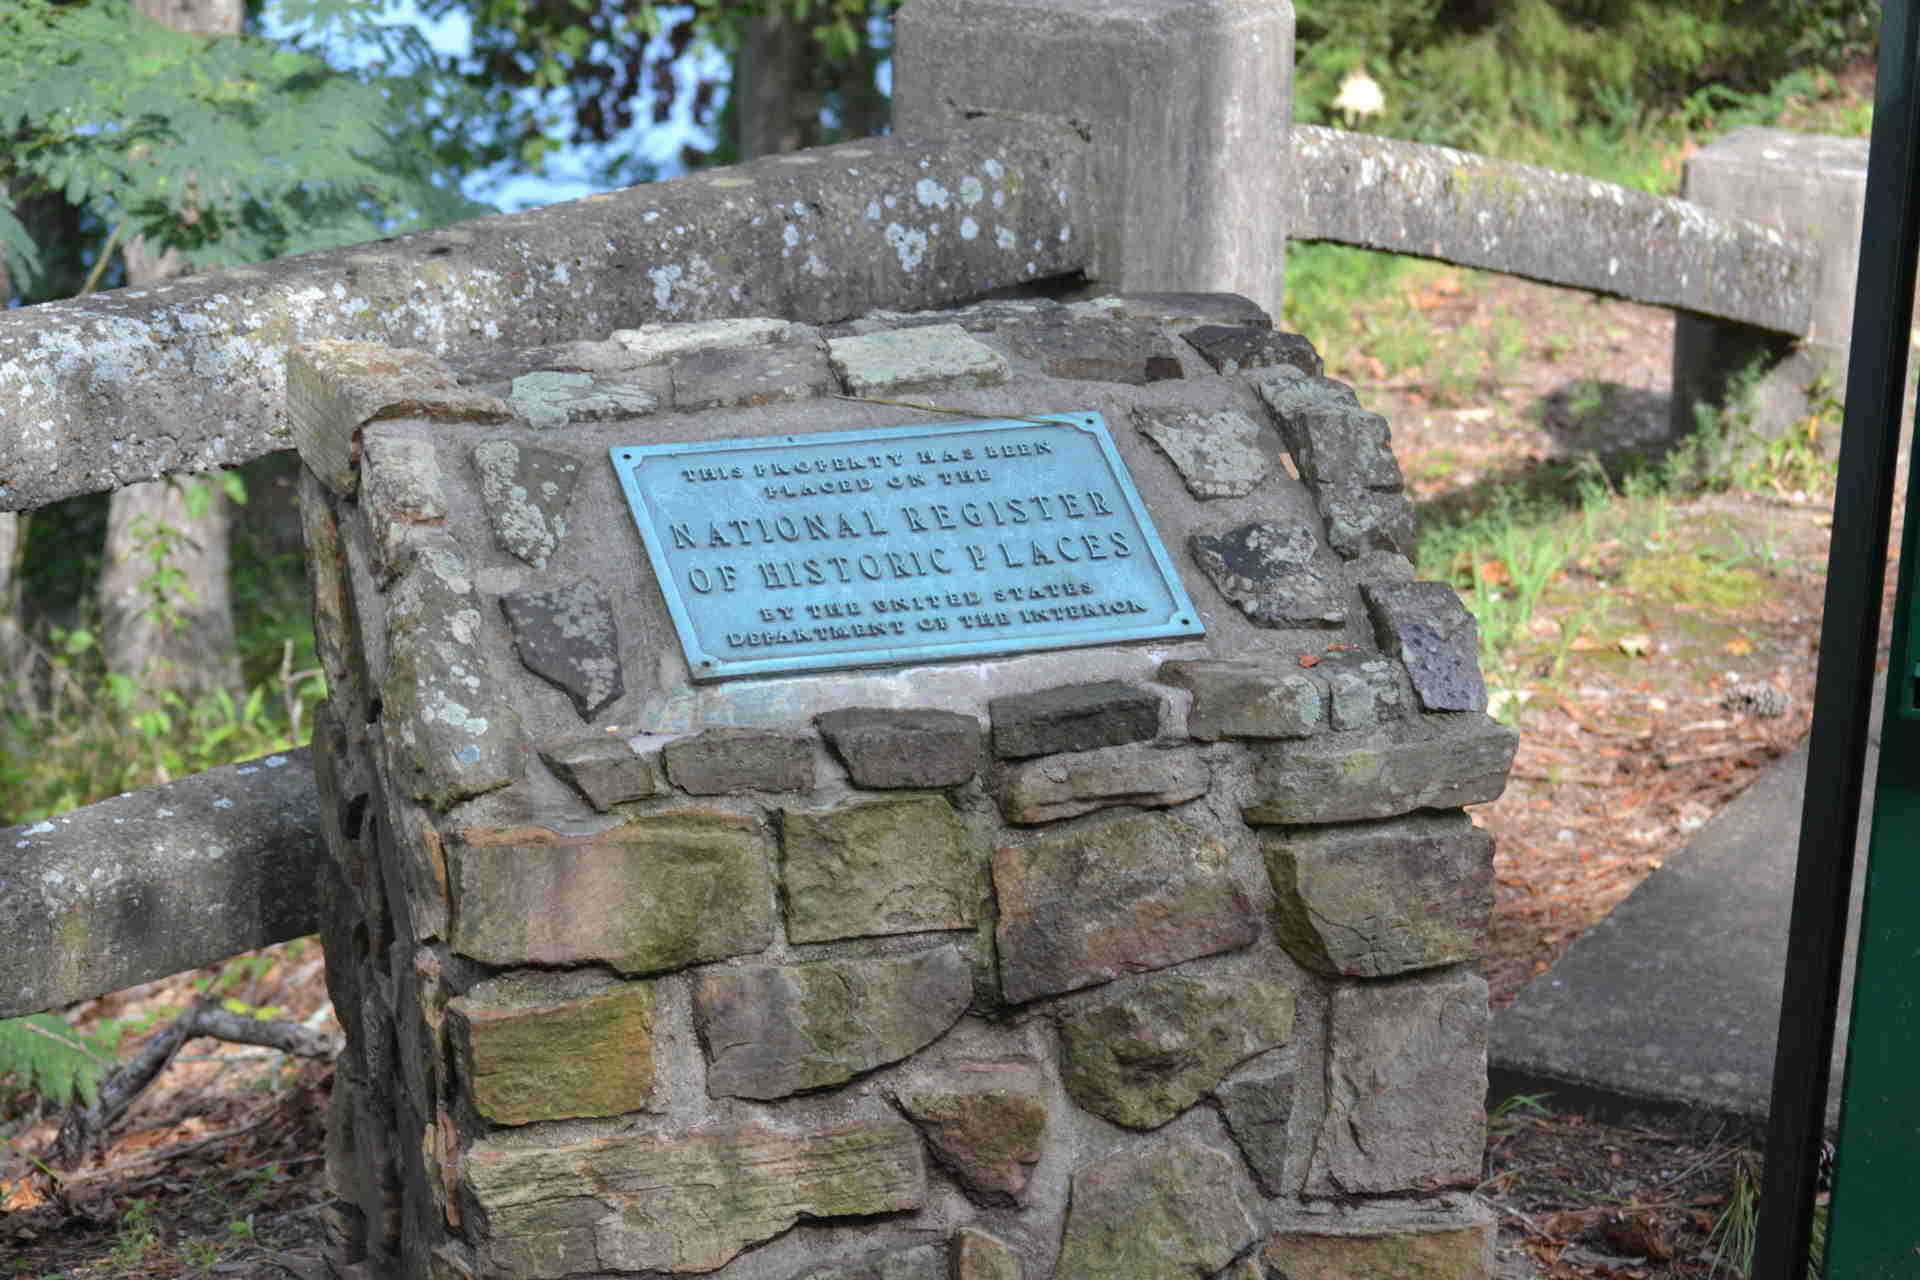 THIS PROPERTY HAS BEEN
PLACED ON THE
NATIONAL REGISTER
OF HISTORIC PLACES
BY THE UNITED STATES
DEPARTMENT OF THE INTERIOR